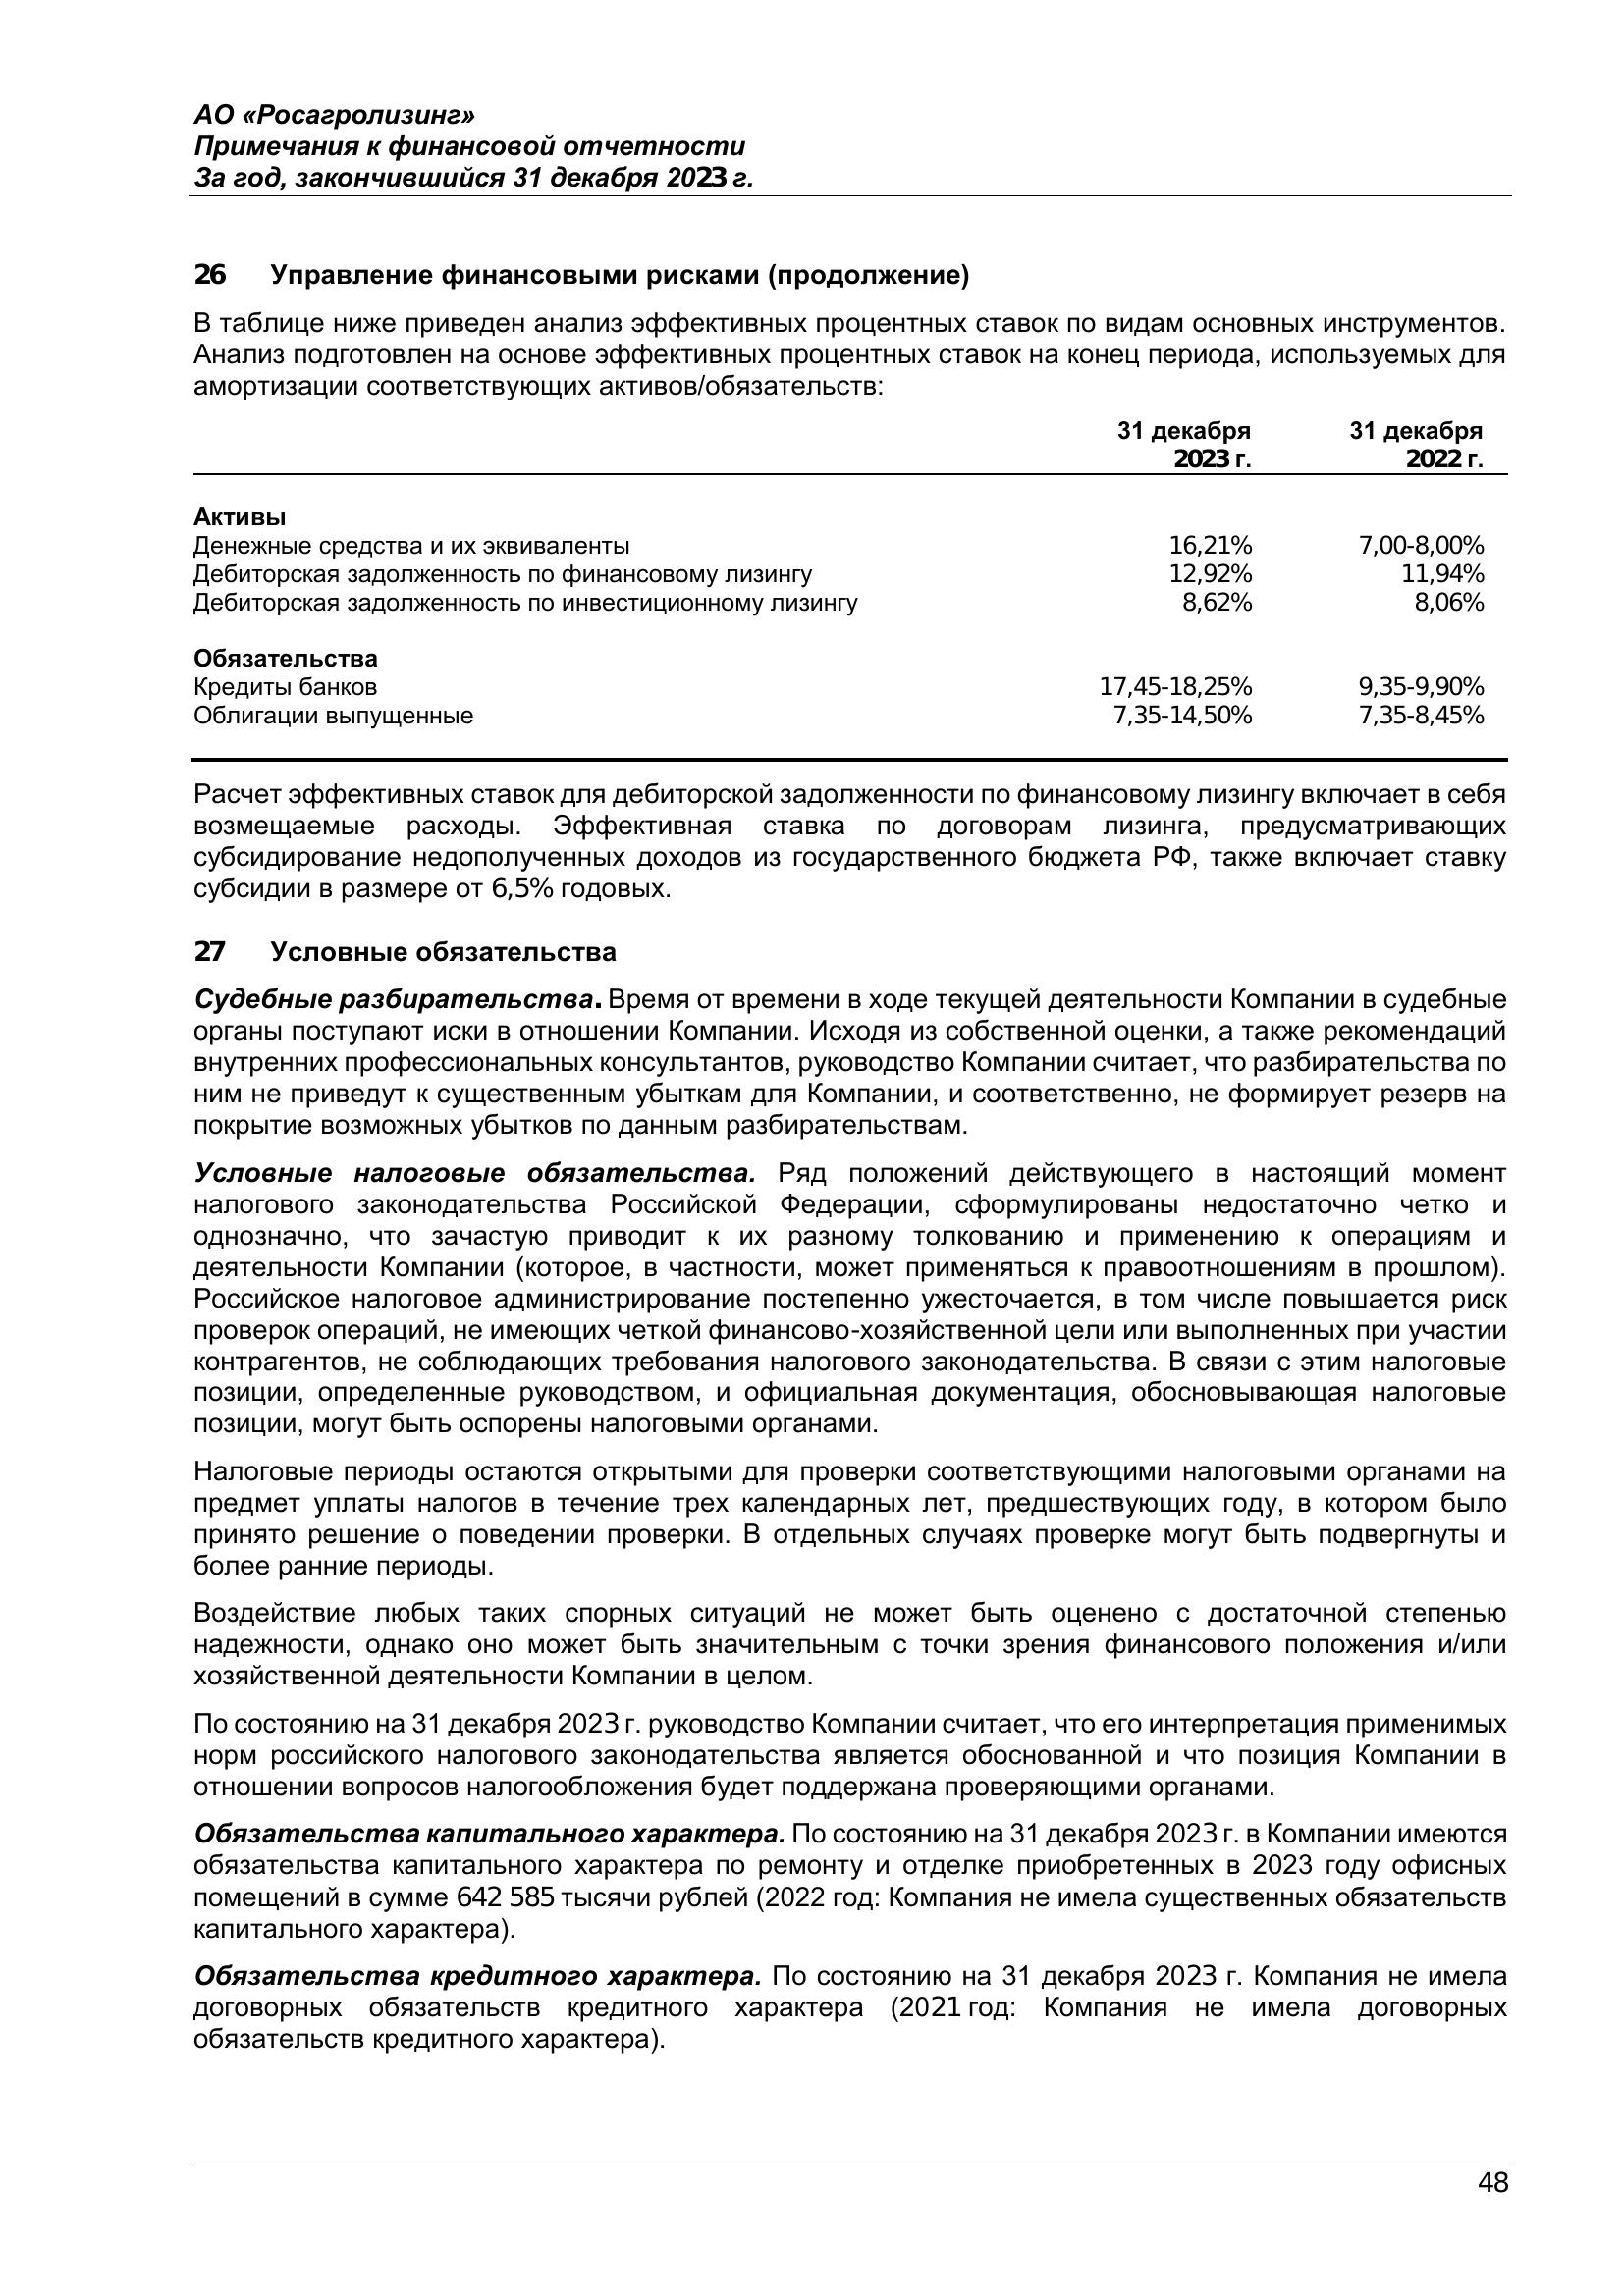 АО «Росагролизинг»
Примечания к финансовой отчетности
За год, закончившийся 31 декабря 2023 г.
26 Управление финансовыми рисками (продолжение)
В таблице ниже приведен анализ эффективных процентных ставок по видам основных инструментов.
Анализ подготовлен на основе эффективных процентных ставок на конец периода, используемых для
амортизации соответствующих активов/обязательств:
31 декабря 31 декабря
2023 г. 2022 г.
Активы
Денежные средства и их эквиваленты 16,21% 7,00-8,00%
Дебиторская задолженность по финансовому лизингу 12,92% 11,94%
Дебиторская задолженность по инвестиционному лизингу 8,62% 8,06%
Обязательства
Кредиты банков 17,45-18,25% 9,35-9,90%
Облигации выпущенные 7,35-14,50% 7,35-8,45%
Расчет эффективных ставок для дебиторской задолженности по финансовому лизингу включает в себя
возмещаемые расходы. Эффективная ставка по договорам лизинга, предусматривающих
субсидирование недополученных доходов из государственного бюджета РФ, также включает ставку
субсидии в размере от 6,5% годовых.
27 Условные обязательства
Судебные разбирательства. Время от времени в ходе текущей деятельности Компании в судебные
органы поступают иски в отношении Компании. Исходя из собственной оценки, а также рекомендаций
внутренних профессиональных консультантов, руководство Компании считает, что разбирательства по
ним не приведут к существенным убыткам для Компании, и соответственно, не формирует резерв на
покрытие возможных убытков по данным разбирательствам.
Условные налоговые обязательства. Ряд положений действующего в настоящий момент
налогового законодательства Российской Федерации, сформулированы недостаточно четко и
однозначно, что зачастую приводит к их разному толкованию и применению к операциям и
деятельности Компании (которое, в частности, может применяться к правоотношениям в прошлом).
Российское налоговое администрирование постепенно ужесточается, в том числе повышается риск
проверок операций, не имеющих четкой финансово-хозяйственной цели или выполненных при участии
контрагентов, не соблюдающих требования налогового законодательства. В связи с этим налоговые
позиции, определенные руководством, и официальная документация, обосновывающая налоговые
позиции, могут быть оспорены налоговыми органами.
Налоговые периоды остаются открытыми для проверки соответствующими налоговыми органами на
предмет уплаты налогов в течение трех календарных лет, предшествующих году, в котором было
принято решение о поведении проверки. В отдельных случаях проверке могут быть подвергнуты и
более ранние периоды.
Воздействие любых таких спорных ситуаций не может быть оценено с достаточной степенью
надежности, однако оно может быть значительным с точки зрения финансового положения и/или
хозяйственной деятельности Компании в целом.
По состоянию на 31 декабря 2023 г. руководство Компании считает, что его интерпретация применимых
норм российского налогового законодательства является обоснованной и что позиция Компании в
отношении вопросов налогообложения будет поддержана проверяющими органами.
Обязательства капитального характера. По состоянию на 31 декабря 2023 г. в Компании имеются
обязательства капитального характера по ремонту и отделке приобретенных в 2023 году офисных
помещений в сумме 642 585 тысячи рублей (2022 год: Компания не имела существенных обязательств
капитального характера).
Обязательства кредитного характера. По состоянию на 31 декабря 2023 г. Компания не имела
договорных обязательств кредитного характера (2021 год: Компания не имела договорных
обязательств кредитного характера).
48